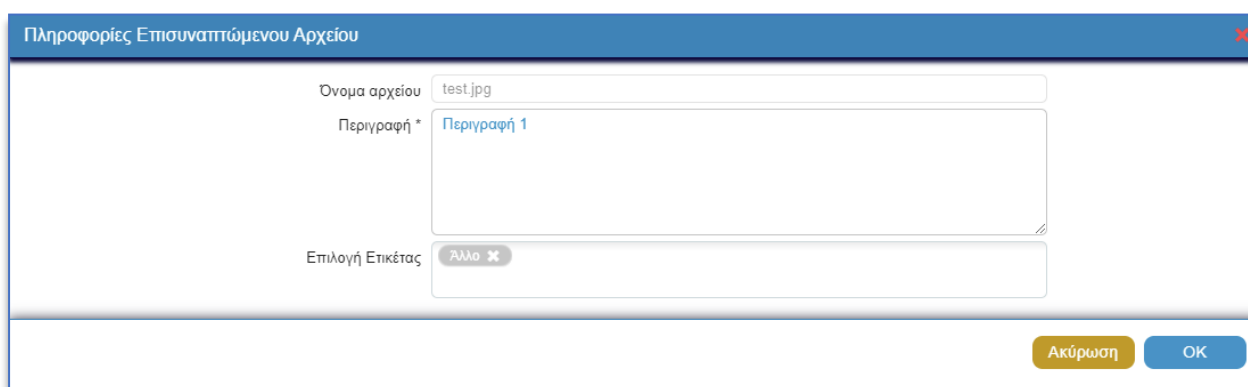 Πληροφορίες Επισυναπτώμενου Αρχείου
Όνομα αρχείου test.jpg
Περιγραφή * Περιγραφή 1
Επιλογή Ετικέτας Άλλο
Ακύρωση OK